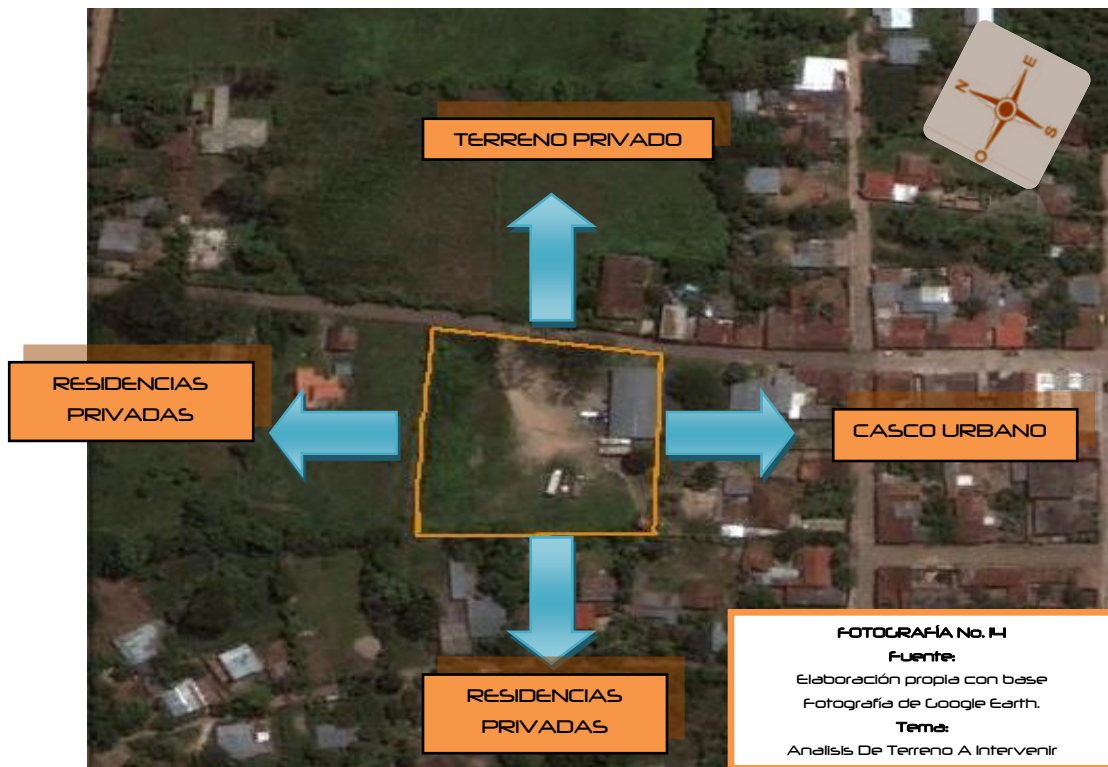 E
N
S
O
TERRENO PRIVADO
RESIDENCIAS
PRIVADAS
CASCO URBANO
RESIDENCIAS
PRIVADAS
FOTOGRAFÍA No. 14
Fuente:
Elaboración propia con base
Fotografía de Google Earth.
Tema:
Analisis De Terreno A Intervenir